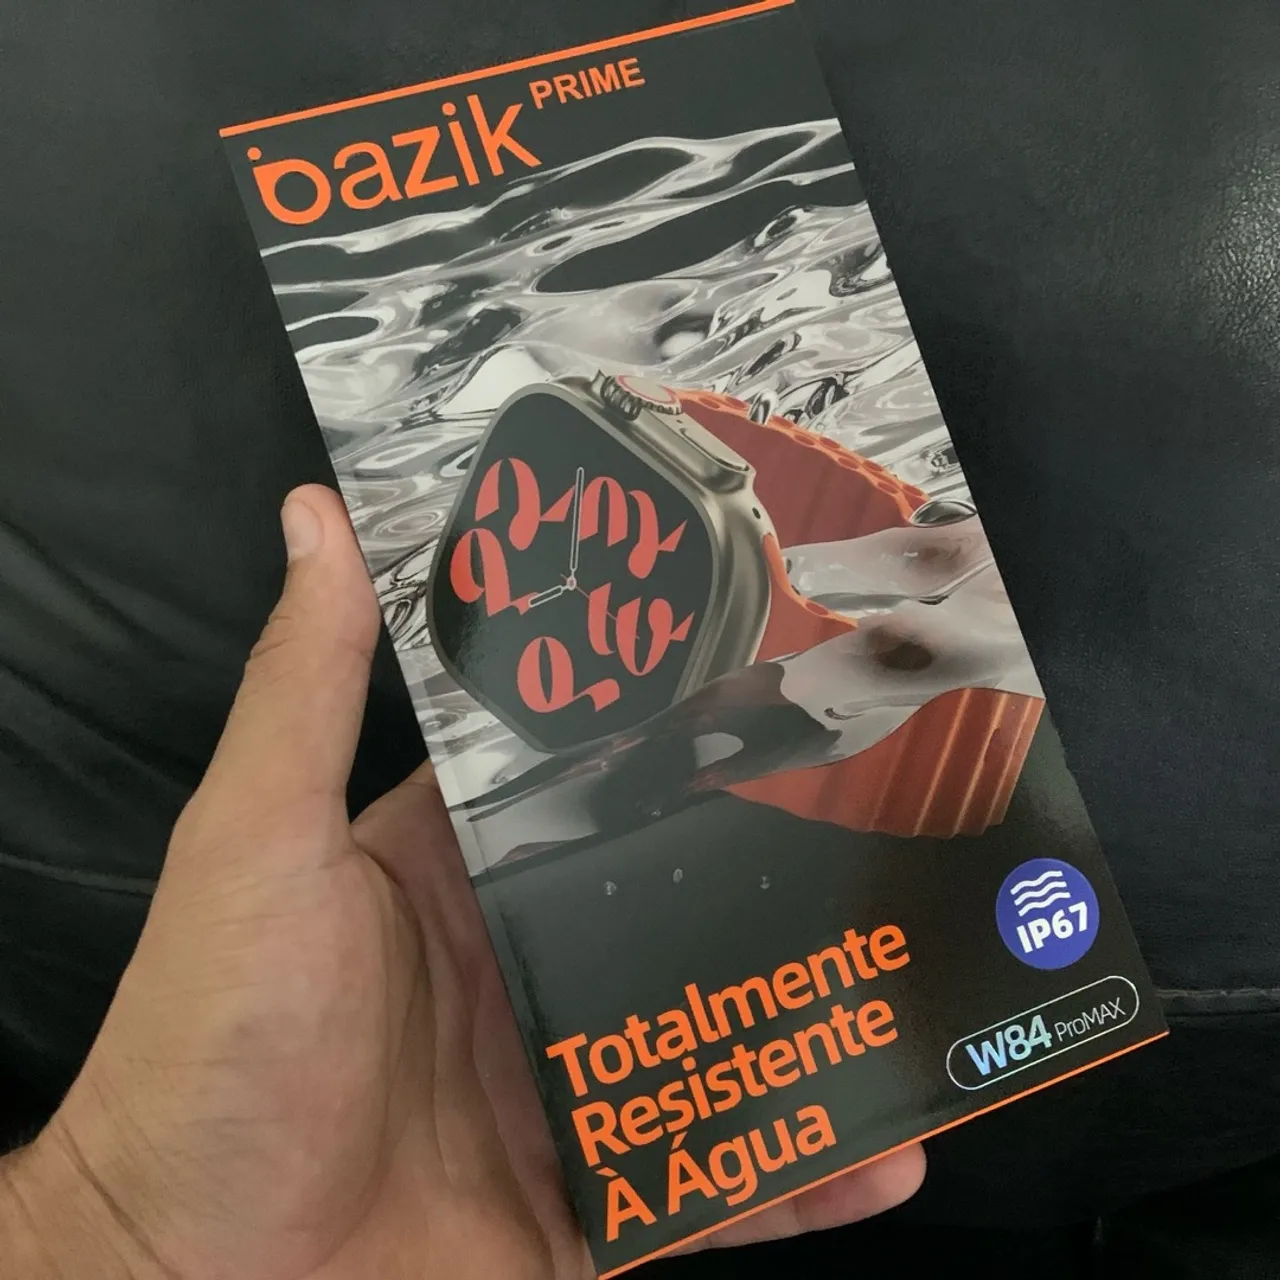 bazik PRIME
IP67
Totalmente
Resistente
À Água
W84 ProMAX